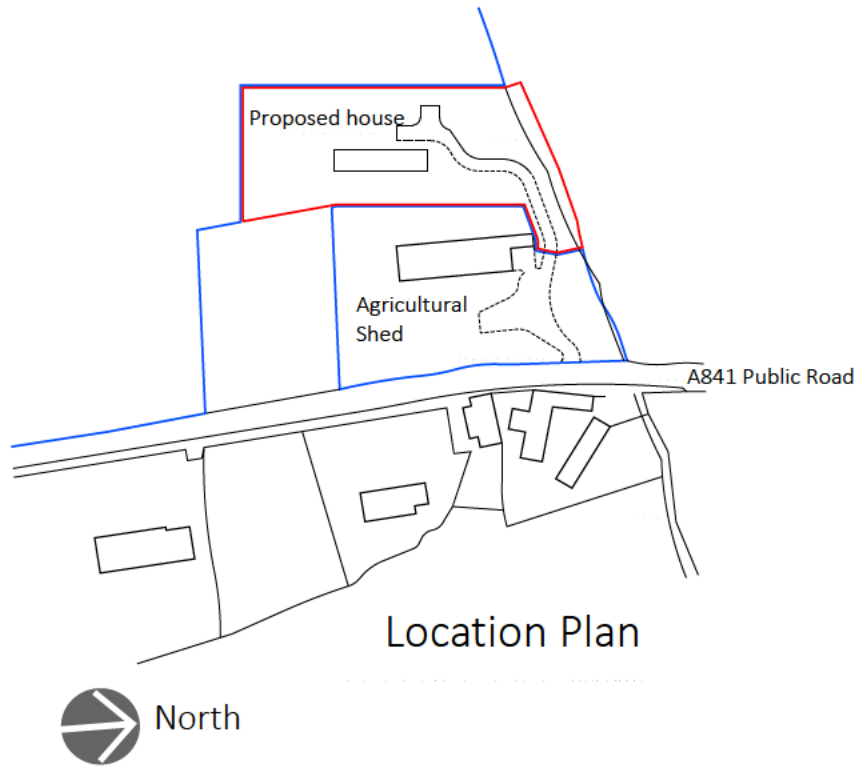 Proposed house
Agricultural
Shed
A841 Public Road
Location Plan
North